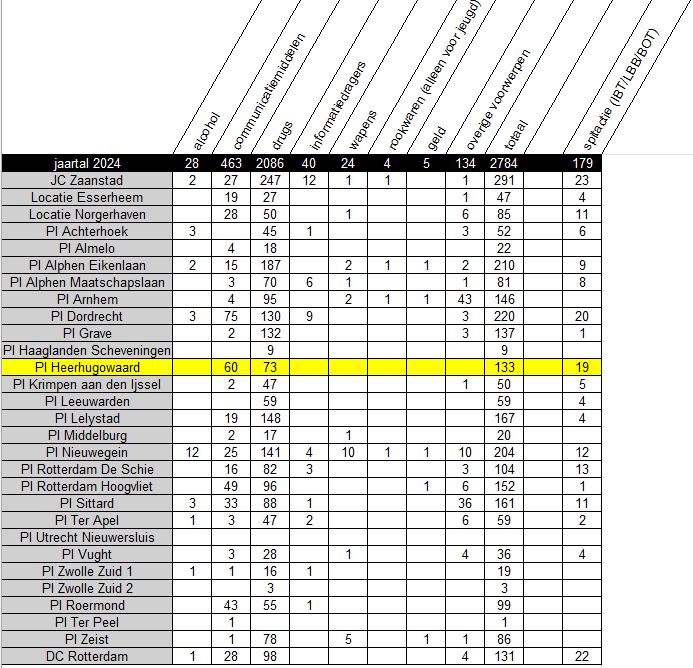 alcohol communicatiemiddelen drugs informatiedragers wapens rookwaren (alleen voor jeugd) geld overige voorwerpen totaal spitactie (IBT/LBB/BOT)
jaartal 2024 28 463 2086 40 24 4 5 134 2784 179
JC Zaanstad 2 27 247 12 1 1 1 291 23
Locatie Esserheem 19 27 1 47 4
Locatie Norgerhaven 28 50 1 6 85 11
PI Achterhoek 3 45 1 3 52 6
PI Almelo 4 18 22
PI Alphen Eikenlaan 2 15 187 2 1 1 2 210 9
PI Alphen Maatschapslaan 3 70 6 1 1 81 8
PI Arnhem 4 95 2 1 1 43 146
PI Dordrecht 3 75 130 9 3 220 20
PI Grave 2 132 3 137 1
PI Haaglanden Scheveningen 9 9
PI Heerhugowaard 60 73 133 19
PI Krimpen aan den Ijssel 2 47 1 50 5
PI Leeuwarden 59 59 4
PI Lelystad 19 148 167 4
PI Middelburg 2 17 1 20
PI Nieuwegein 12 25 141 4 10 1 1 10 204 12
PI Rotterdam De Schie 16 82 3 3 104 13
PI Rotterdam Hoogvliet 49 96 1 6 152 1
PI Sittard 3 33 88 1 36 161 11
PI Ter Apel 1 3 47 2 6 59 2
PI Utrecht Nieuwersluis
PI Vught 3 28 1 4 36 4
PI Zwolle Zuid 1 1 1 16 1 19
PI Zwolle Zuid 2 3 3
PI Roermond 43 55 1 99
PI Ter Peel 1 1
PI Zeist 1 78 5 1 1 86
DC Rotterdam 1 28 98 4 131 22